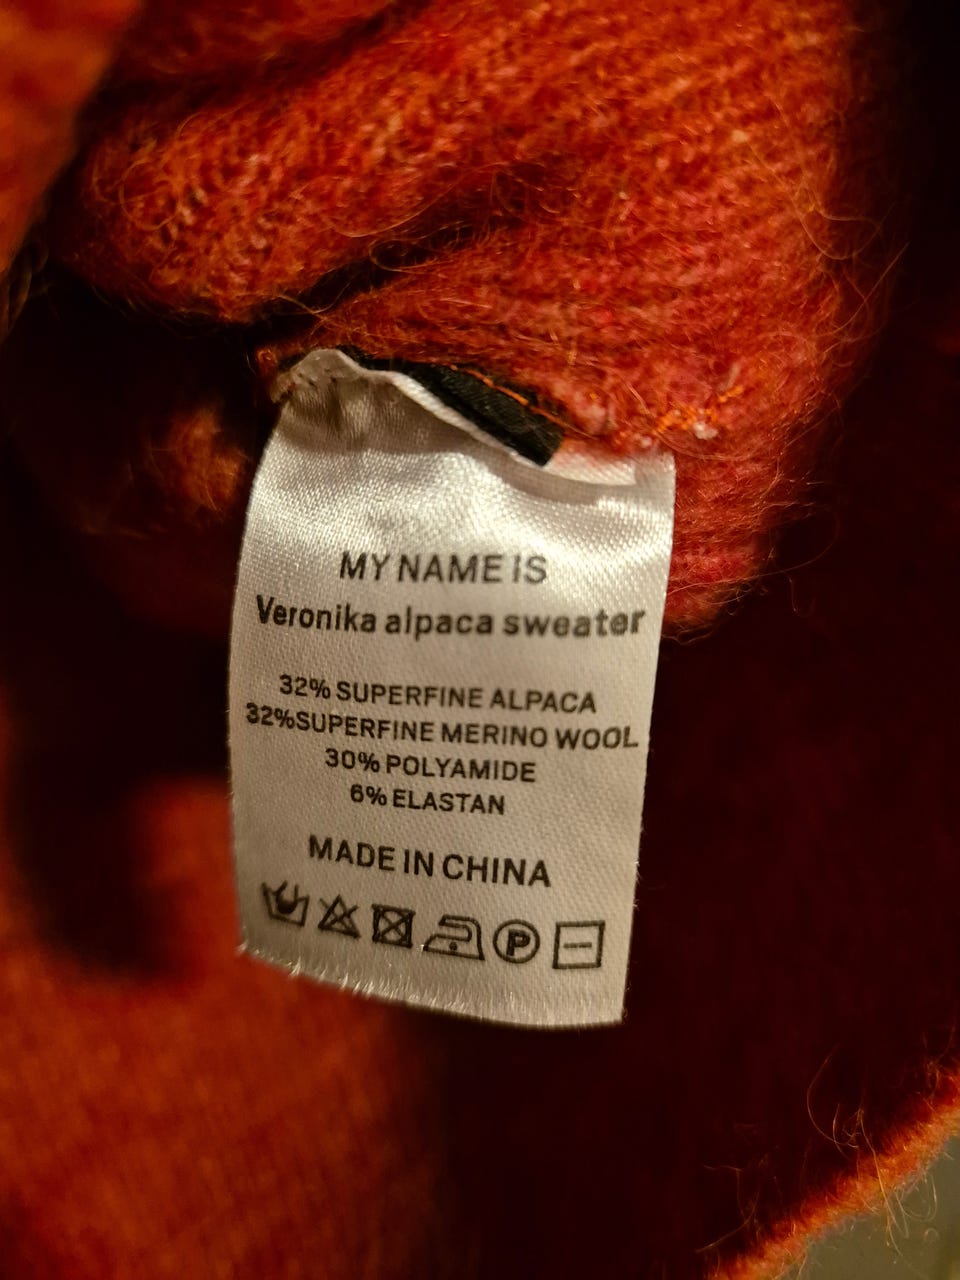 MY NAME IS
Veronika alpaca sweater
32% SUPERFINE ALPACA
32%SUPERFINE MERINO WOOL
30% POLYAMIDE
6% ELASTAN
MADE IN CHINA
P